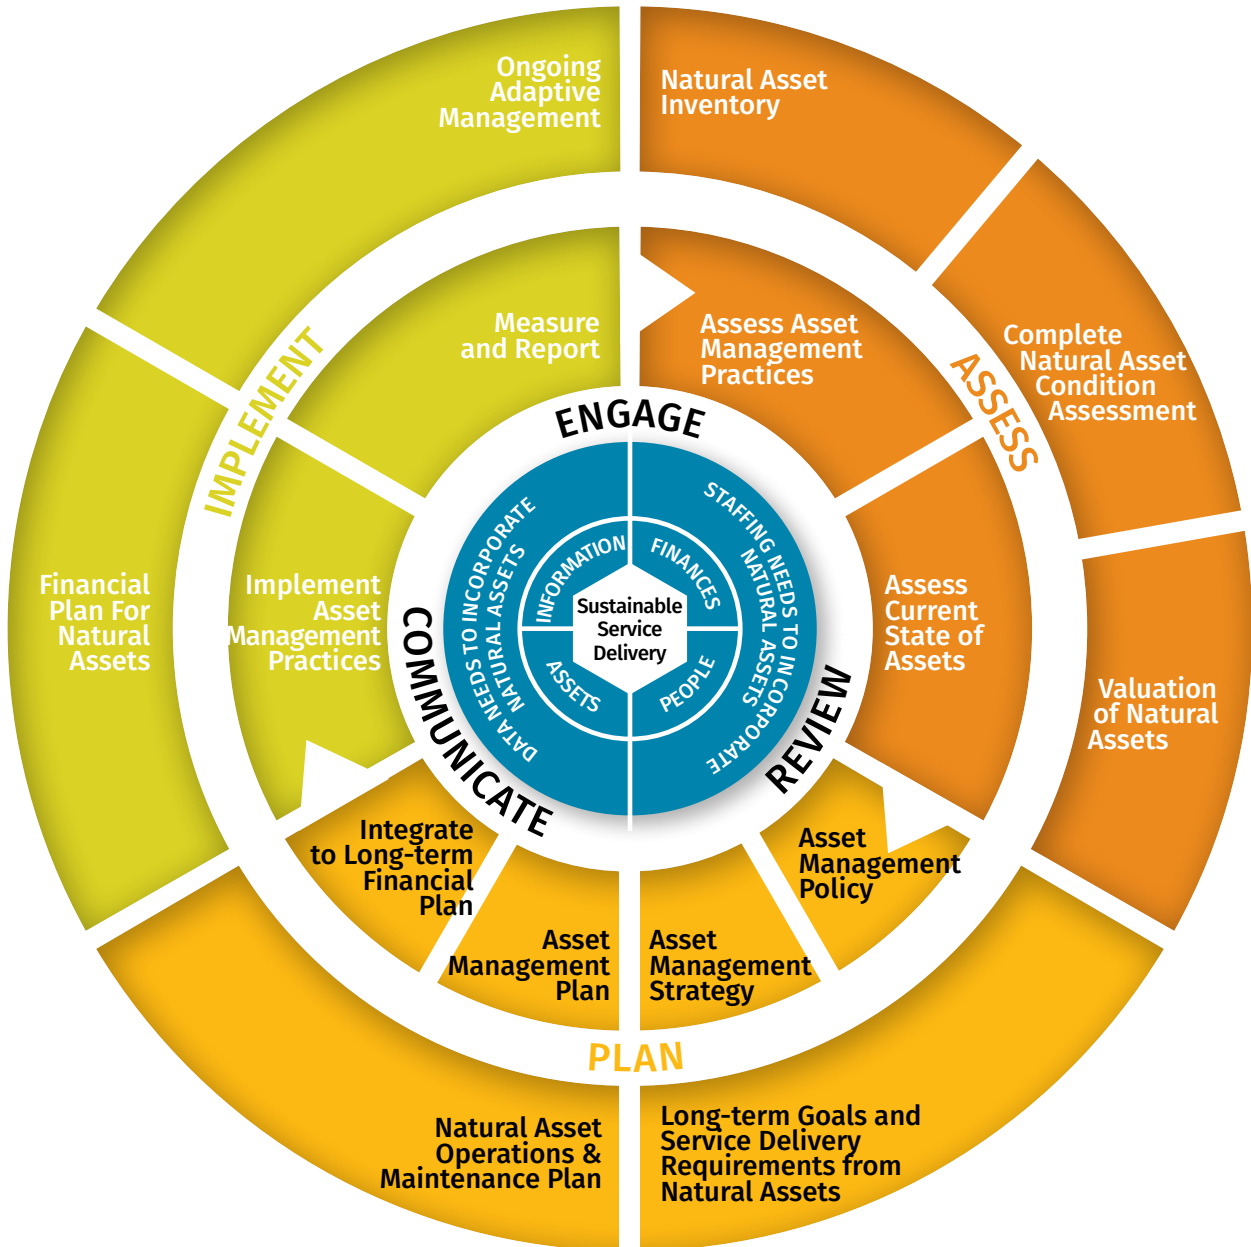 Ongoing
Adaptive
Management
Natural Asset
Inventory
Complete
Natural Asset
Condition
Assessment
Valuation
of Natural
Assets
Long-term Goals and
Service Delivery
Requirements from
Natural Assets
Natural Asset
Operations &
Maintenance Plan
Financial
Plan For
Natural
Assets
IMPLEMENT
ASSESS
PLAN
Measure
and Report
Assess Asset
Management
Practices
Assess
Current
State of
Assets
Asset
Management
Policy
Asset
Management
Strategy
Asset
Management
Plan
Integrate
to Long-term
Financial
Plan
Implement
Asset
Management
Practices
ENGAGE
REVIEW
COMMUNICATE
DATA NEEDS TO INCORPORATE
NATURAL ASSETS
STAFFING NEEDS TO INCORPORATE
NATURAL ASSETS
INFORMATION
FINANCES
ASSETS
PEOPLE
Sustainable
Service
Delivery